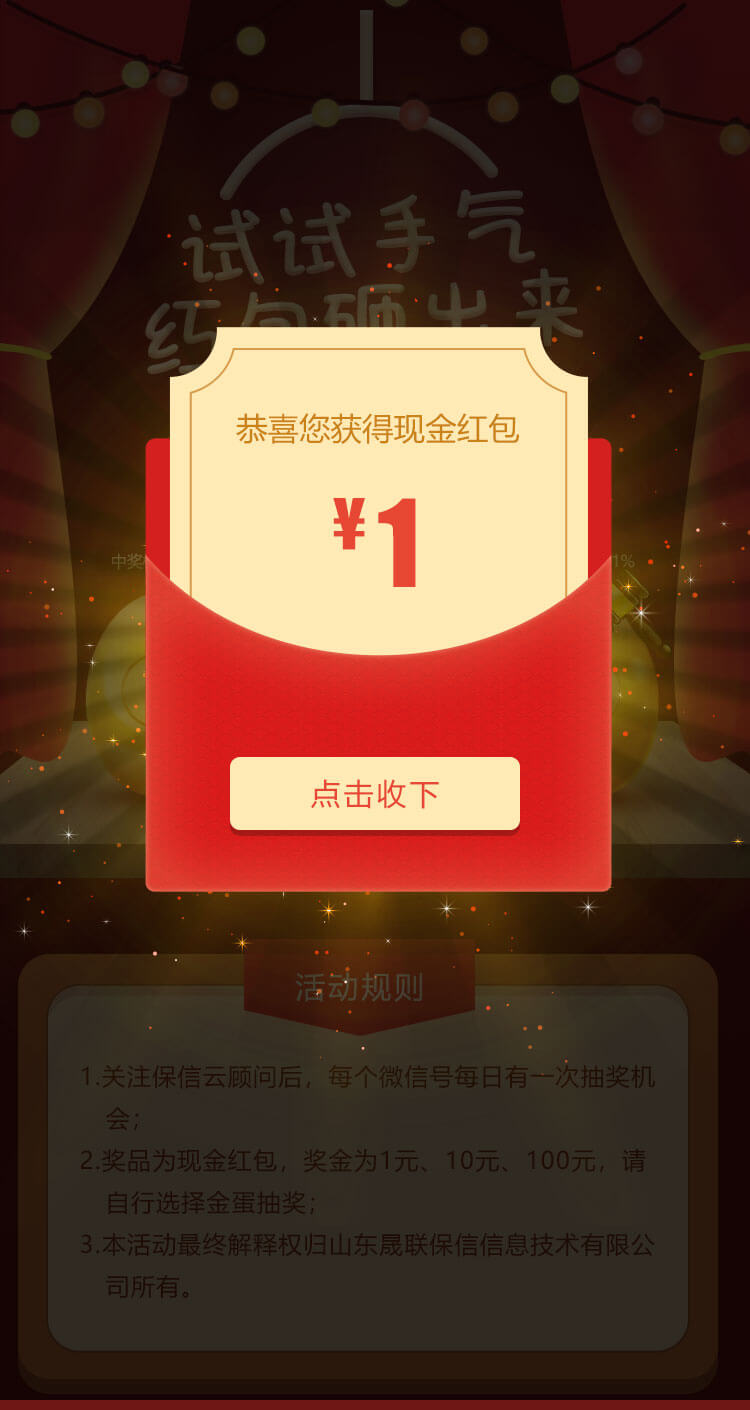 试试手气
红包砸出来
恭喜您获得现金红包
¥1
中奖
1%
点击收下
活动规则
1.关注保信云顾问后，每个微信号每日有一次抽奖机
会；
2.奖品为现金红包，奖金为1元、10元、100元，请
自行选择金蛋抽奖；
3.本活动最终解释权归山东晟联保信信息技术有限公
司所有。